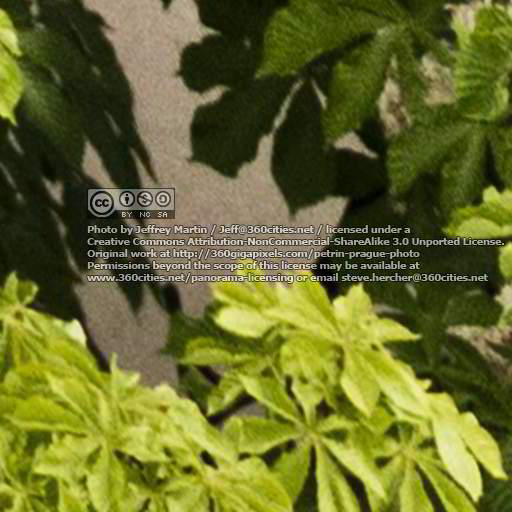 cc
BY NC SA
Photo by Jeffrey Martin / Jeff@360cities.net / licensed under a
Creative Commons Attribution-NonCommercial-ShareAlike 3.0 Unported License.
Original work at http://360gigapixels.com/petrin-prague-photo
Permissions beyond the scope of this license may be available at
www.360cities.net/panorama-licensing or email steve.hercher@360cities.net